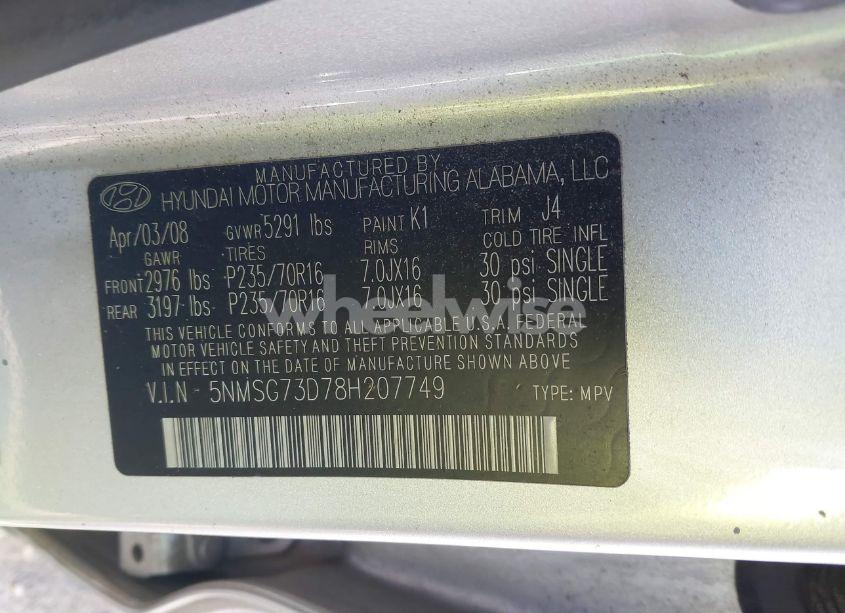 MANUFACTURED BY
HYUNDAI MOTOR MANUFACTURING ALABAMA, LLC
Apr/03/08 GVWR 5291 lbs PAINT K1 TRIM J4
GAWR TIRES RIMS COLD TIRE INFL
FRONT 2976 lbs P235/70R16 7.0JX16 30 psi SINGLE
REAR 3197 lbs P235/70R16 7.0JX16 30 psi SINGLE
wheelwise
THIS VEHICLE CONFORMS TO ALL APPLICABLE U.S.A. FEDERAL
MOTOR VEHICLE SAFETY AND THEFT PREVENTION STANDARDS
IN EFFECT ON THE DATE OF MANUFACTURE SHOWN ABOVE
V.I.N - 5NMSG73D78H207749 TYPE: MPV